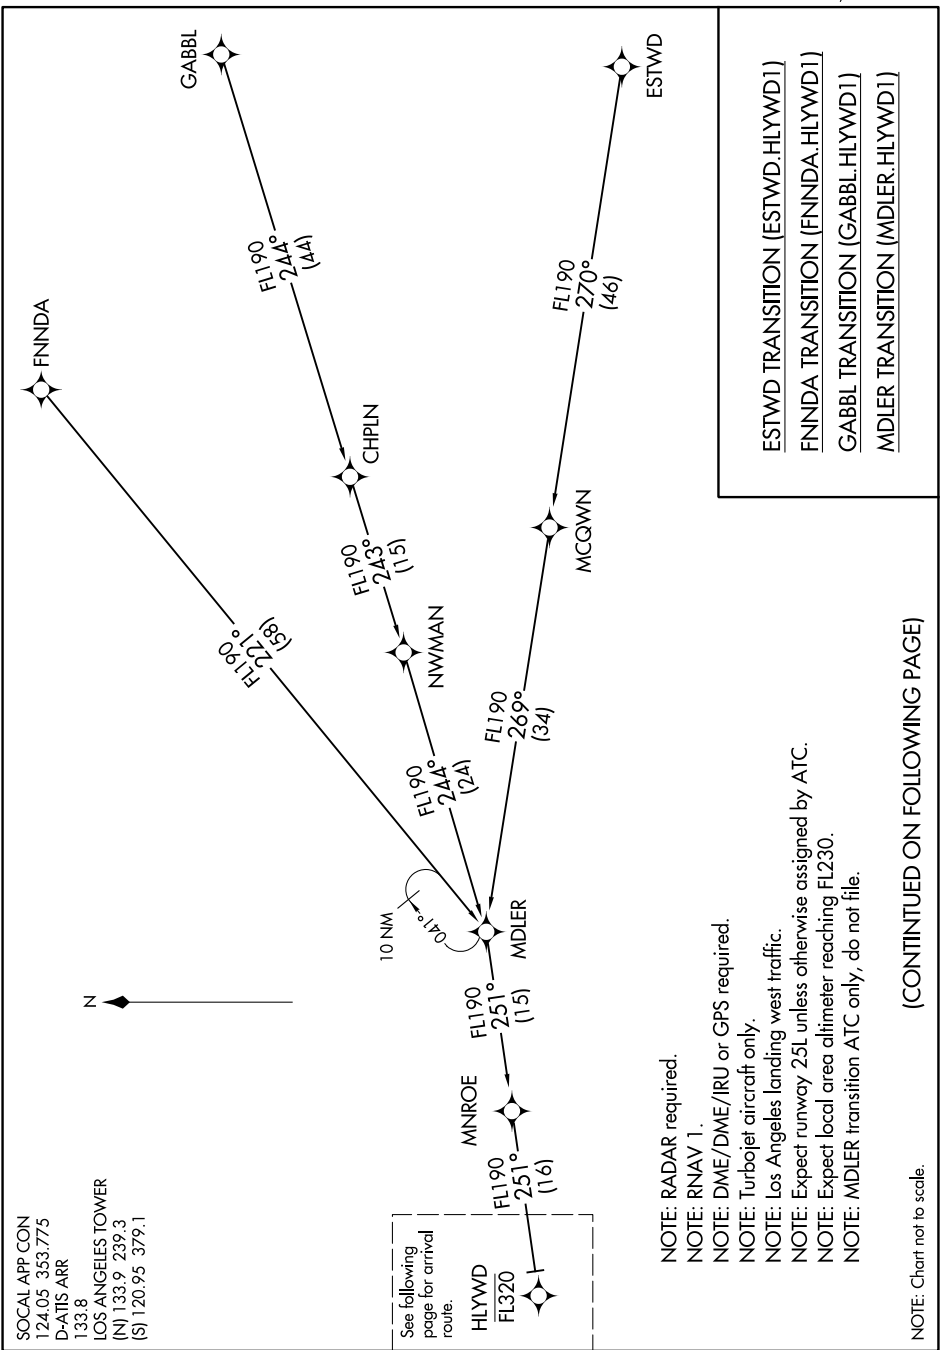 SOCAL APP CON
124.05 353.775
D-ATIS ARR
133.8
LOS ANGELES TOWER
(N) 133.9 239.3
(S) 120.95 379.1
N
FNNDA
GABBL
FL190
221°
(58)
FL190
244°
(44)
CHPLN
FL190
243°
(15)
NWMAN
FL190
244°
(24)
10 NM
041°
ESTWD
FL190
270°
(46)
MCQWN
FL190
269°
(34)
MDLER
FL190
251°
(15)
MNROE
FL190
251°
(16)
See following
page for arrival
route.
HLYWD
FL320
NOTE: RADAR required.
NOTE: RNAV 1.
NOTE: DME/DME/IRU or GPS required.
NOTE: Turbojet aircraft only.
NOTE: Los Angeles landing west traffic.
NOTE: Expect runway 25L unless otherwise assigned by ATC.
NOTE: Expect local area altimeter reaching FL230.
NOTE: MDLER transition ATC only, do not file.
ESTWD TRANSITION (ESTWD.HLYWD1)
FNNDA TRANSITION (FNNDA.HLYWD1)
GABBL TRANSITION (GABBL.HLYWD1)
MDLER TRANSITION (MDLER.HLYWD1)
(CONTINTUED ON FOLLOWING PAGE)
NOTE: Chart not to scale.